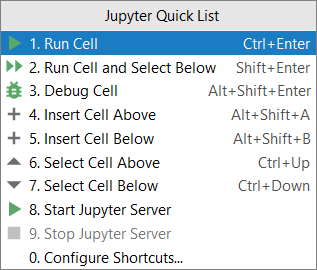 Jupyter Quick List
1. Run Cell Ctrl+Enter
2. Run Cell and Select Below Shift+Enter
3. Debug Cell Alt+Shift+Enter
4. Insert Cell Above Alt+Shift+A
5. Insert Cell Below Alt+Shift+B
6. Select Cell Above Ctrl+Up
7. Select Cell Below Ctrl+Down
8. Start Jupyter Server
9. Stop Jupyter Server
0. Configure Shortcuts...